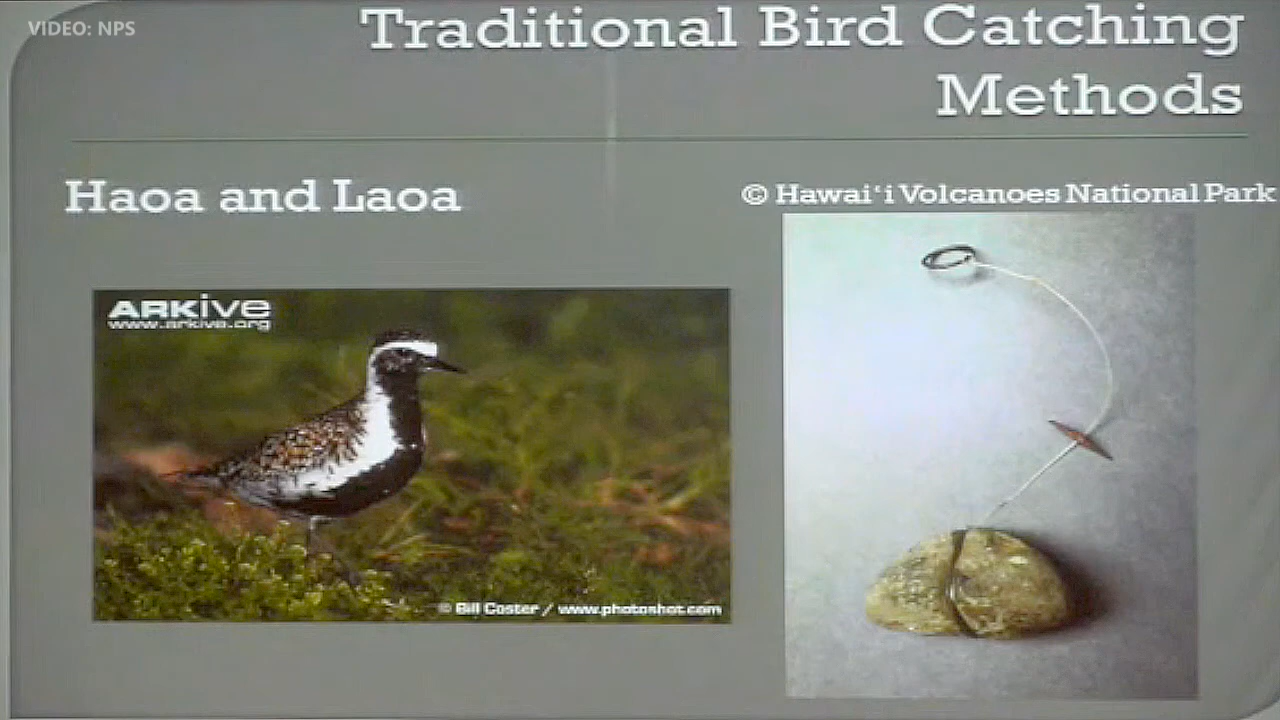 VIDEO: NPS
Traditional Bird Catching
Methods
Haoa and Laoa
© Hawaiʻi Volcanoes National Park
ARKive
www.arkive.org
© Bill Coster / www.photoshot.com